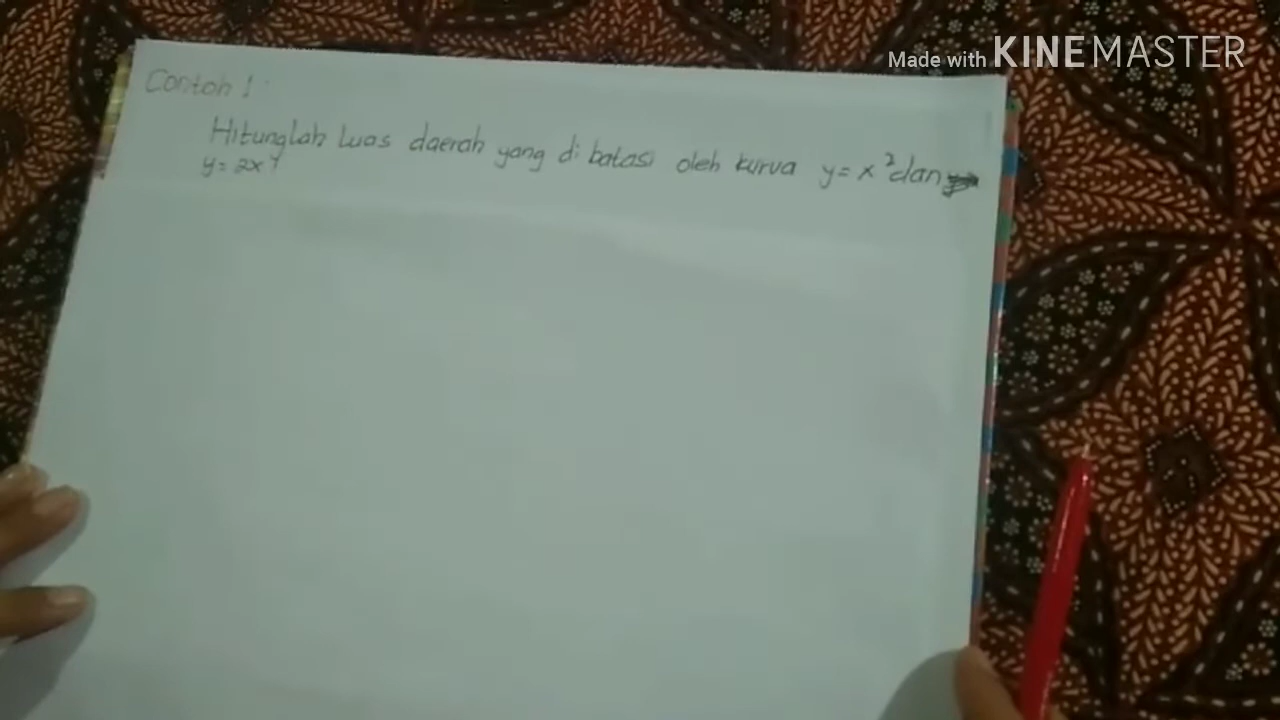 Made with KINEMASTER
Contoh 1:
Hitunglah luas daerah yang di batasi oleh kurva y = x² dan
y = 2x ?